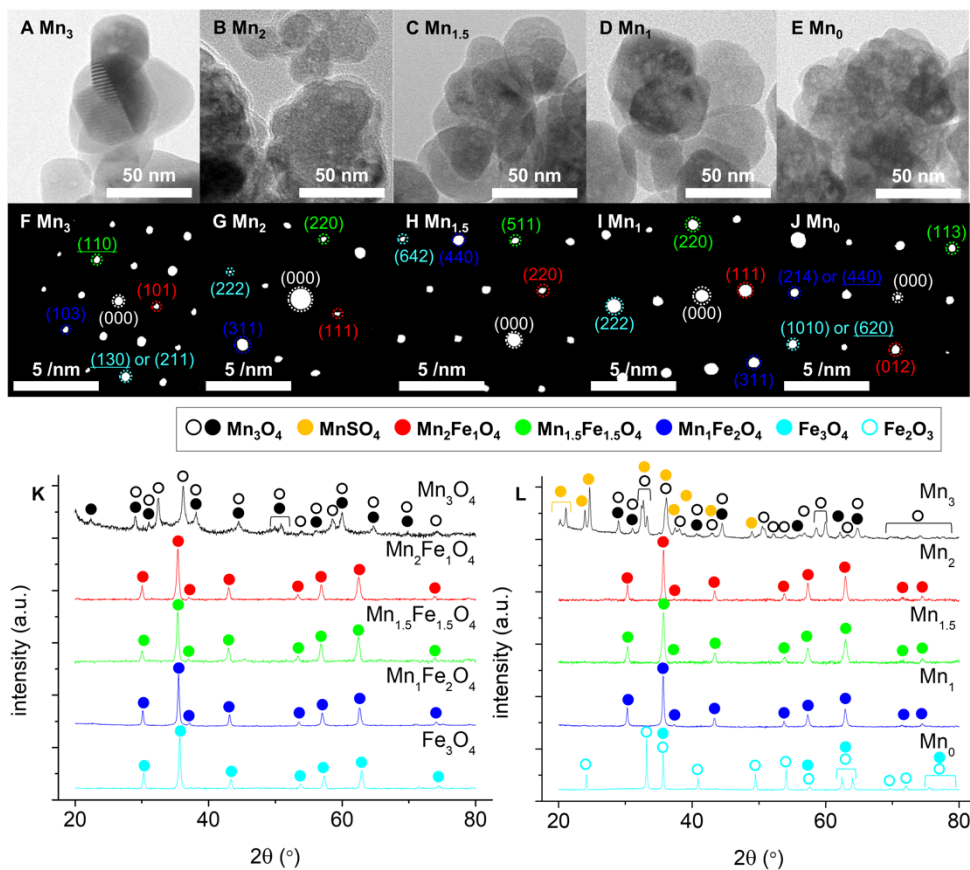 A Mn₃
B Mn₂
C Mn₁.₅
D Mn₁
E Mn₀
50 nm
50 nm
50 nm
50 nm
50 nm
F Mn₃
(110)
(101)
(103)
(000)
(130) or (211)
5 /nm
G Mn₂
(220)
(000)
(222)
(311)
(111)
5 /nm
H Mn₁.₅
(511)
(642)
(440)
(220)
(000)
5 /nm
I Mn₁
(220)
(111)
(000)
(222)
(311)
5 /nm
J Mn₀
(113)
(214) or (440)
(000)
(1010) or (620)
(012)
5 /nm
Mn₃O₄ MnSO₄ Mn₂Fe₁O₄ Mn₁.₅Fe₁.₅O₄ Mn₁Fe₂O₄ Fe₃O₄ Fe₂O₃
K
Mn₃O₄
Mn₂Fe₁O₄
Mn₁.₅Fe₁.₅O₄
Mn₁Fe₂O₄
Fe₃O₄
intensity (a.u.)
20 40 60 80
2θ (°)
L
Mn₃
Mn₂
Mn₁.₅
Mn₁
Mn₀
intensity (a.u.)
20 40 60 80
2θ (°)